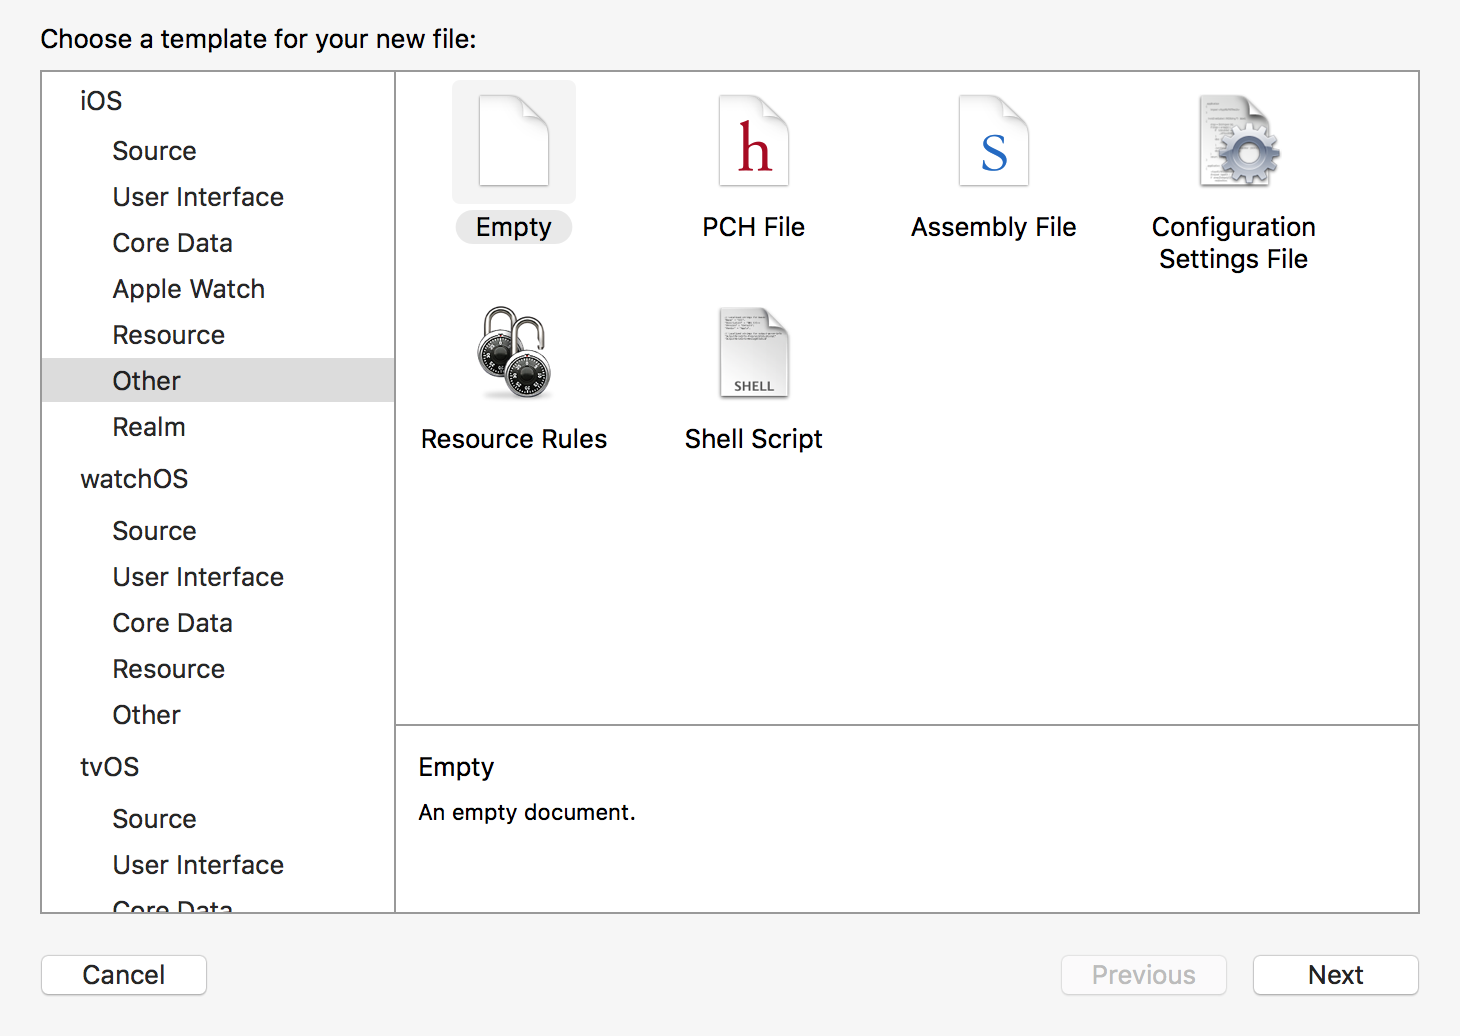 Choose a template for your new file:
iOS
Source
User Interface
Core Data
Apple Watch
Resource
Other
Realm
watchOS
Source
User Interface
Core Data
Resource
Other
tvOS
Source
User Interface
Core Data
h
S
Empty
PCH File
Assembly File
Configuration
Settings File
SHELL
Resource Rules
Shell Script
Empty
An empty document.
Cancel
Previous
Next